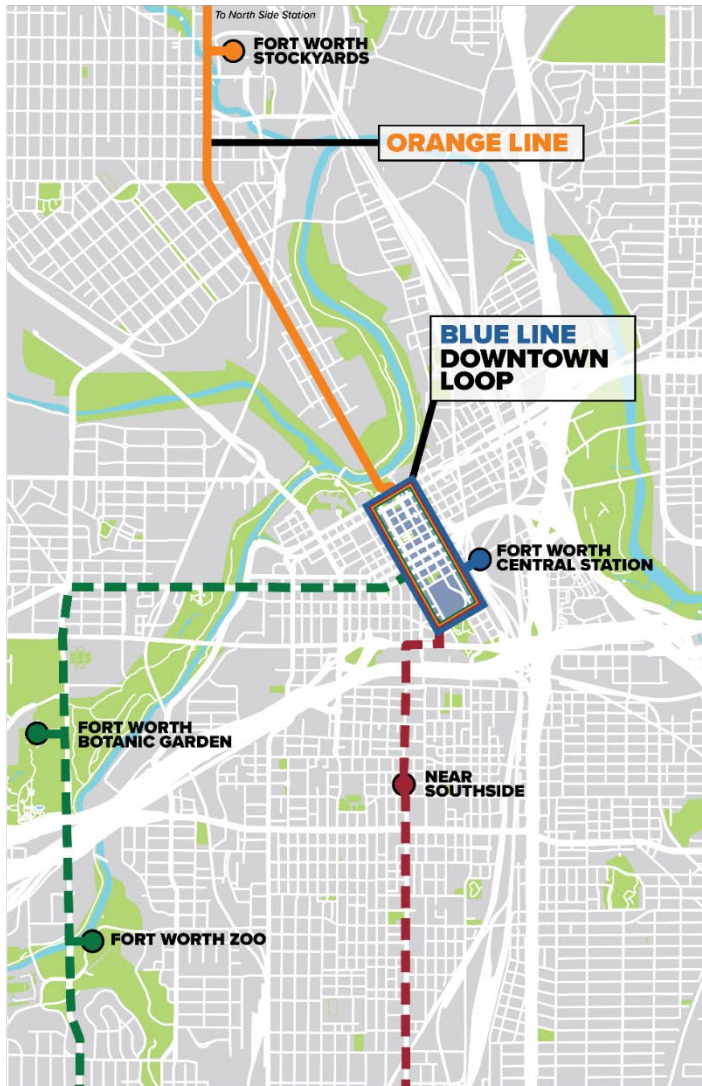 To North Side Station
FORT WORTH
STOCKYARDS
ORANGE LINE
BLUE LINE
DOWNTOWN
LOOP
FORT WORTH
CENTRAL STATION
FORT WORTH
BOTANIC GARDEN
NEAR
SOUTHSIDE
FORT WORTH ZOO